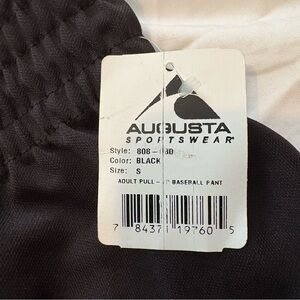 AUGUSTA
SPORTSWEAR®
Style: 808-
Color: BLACK
Size: S
ADULT PULL- BASEBALL PANT
7 84371 19760 5